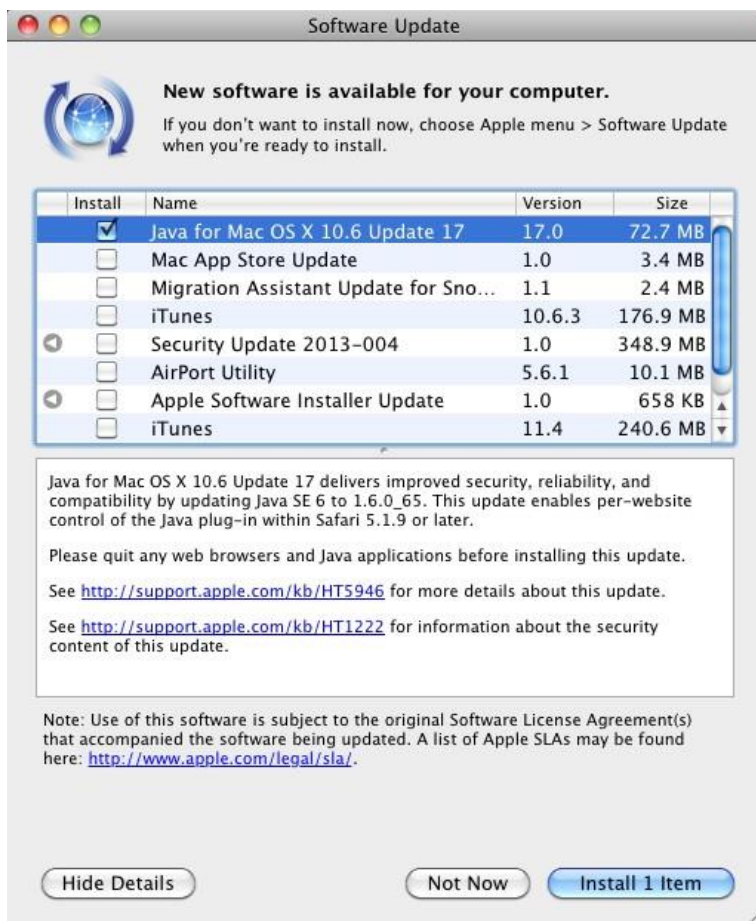 Software Update
New software is available for your computer.
If you don't want to install now, choose Apple menu > Software Update
when you're ready to install.
Install Name Version Size
Java for Mac OS X 10.6 Update 17 17.0 72.7 MB
Mac App Store Update 1.0 3.4 MB
Migration Assistant Update for Sno... 1.1 2.4 MB
iTunes 10.6.3 176.9 MB
Security Update 2013-004 1.0 348.9 MB
AirPort Utility 5.6.1 10.1 MB
Apple Software Installer Update 1.0 658 KB
iTunes 11.4 240.6 MB
Java for Mac OS X 10.6 Update 17 delivers improved security, reliability, and
compatibility by updating Java SE 6 to 1.6.0_65. This update enables per-website
control of the Java plug-in within Safari 5.1.9 or later.
Please quit any web browsers and Java applications before installing this update.
See http://support.apple.com/kb/HT5946 for more details about this update.
See http://support.apple.com/kb/HT1222 for information about the security
content of this update.
Note: Use of this software is subject to the original Software License Agreement(s)
that accompanied the software being updated. A list of Apple SLAs may be found
here: http://www.apple.com/legal/sla/.
Hide Details Not Now Install 1 Item